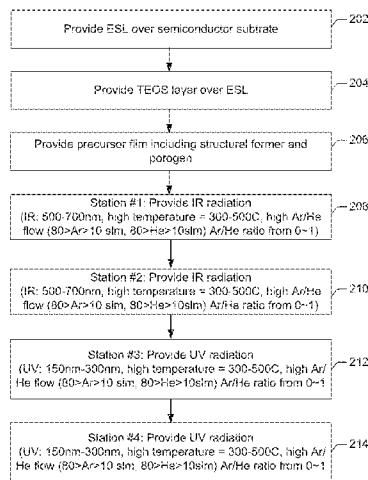 Provide ESL over semiconductor substrate
202
Provide TEOS layer over ESL
204
Provide precursor film including structural former and
porogen
206
Station #1: Provide IR radiation
(IR: 500-700nm, high temperature = 300-500C, high Ar/He
flow (80>Ar>10 slm, 80>He>10slm) Ar/He ratio from 0~1)
208
Station #2: Provide IR radiation
(IR: 500-700nm, high temperature = 300-500C, high Ar/He
flow (80>Ar>10 slm, 80>He>10slm) Ar/He ratio from 0~1)
210
Station #3: Provide UV radiation
(UV: 150nm-300nm, high temperature = 300-500C, high Ar/
He flow (80>Ar>10 slm, 80>He>10slm) Ar/He ratio from 0~1
212
Station #4: Provide UV radiation
(UV: 150nm-300nm, high temperature = 300-500C, high Ar/
He flow (80>Ar>10 slm, 80>He>10slm) Ar/He ratio from 0~1
214